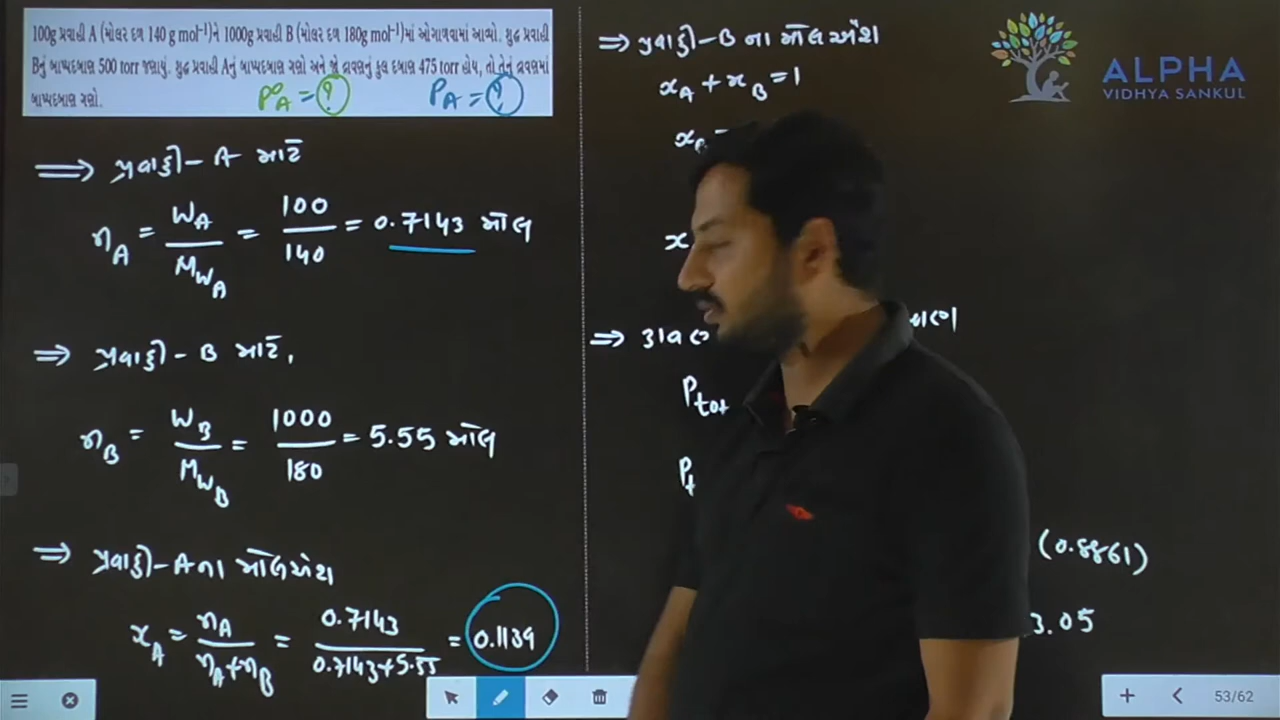 100g પ્રવાહી A (મોલર દળ 140 g mol⁻¹)ને 1000g પ્રવાહી B (મોલર દળ 180g mol⁻¹)માં ઓગાળવામાં આવ્યો. શુદ્ધ પ્રવાહી
Bનું બાષ્પદબાણ 500 torr જણાયું. શુદ્ધ પ્રવાહી Aનું બાષ્પદબાણ ગણો અને જો દ્રાવણનું કુલ દબાણ 475 torr હોય, તો તેનું દ્રાવણમાં
બાષ્પદબાણ ગણો.
P°A = ?
PA = ?
⇒ પ્રવાહી - A માટે
nA = WA / MWA = 100 / 140 = 0.7143 મોલ
⇒ પ્રવાહી - B માટે,
nB = WB / MWB = 1000 / 180 = 5.55 મોલ
⇒ પ્રવાહી-Aના મોલઅંશ
xA = nA / nA+nB = 0.7143 / 0.7143+5.55 = 0.1139
⇒ પ્રવાહી-B ના મોલઅંશ
xA + xB = 1
x
⇒
Ptot
Pt
(0.8861)
3.05
ALPHA
VIDHYA SANKUL
53/62